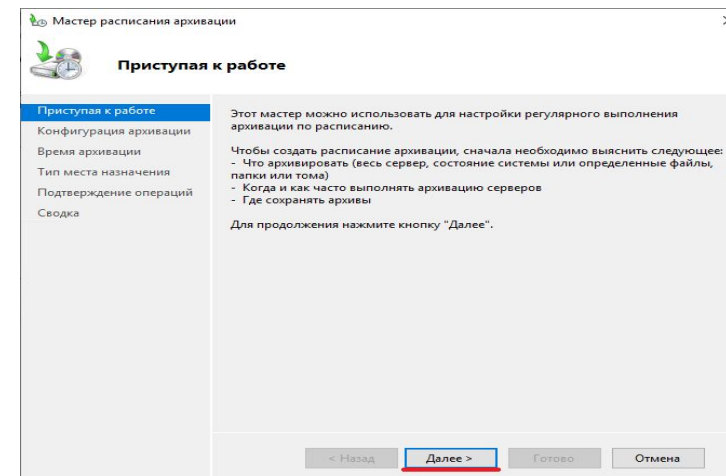 Мастер расписания архивации
Приступая к работе
Приступая к работе
Конфигурация архивации
Время архивации
Тип места назначения
Подтверждение операций
Сводка
Этот мастер можно использовать для настройки регулярного выполнения
архивации по расписанию.
Чтобы создать расписание архивации, сначала необходимо выяснить следующее:
- Что архивировать (весь сервер, состояние системы или определенные файлы,
папки или тома)
- Когда и как часто выполнять архивацию серверов
- Где сохранять архивы
Для продолжения нажмите кнопку "Далее".
< Назад Далее > Готово Отмена